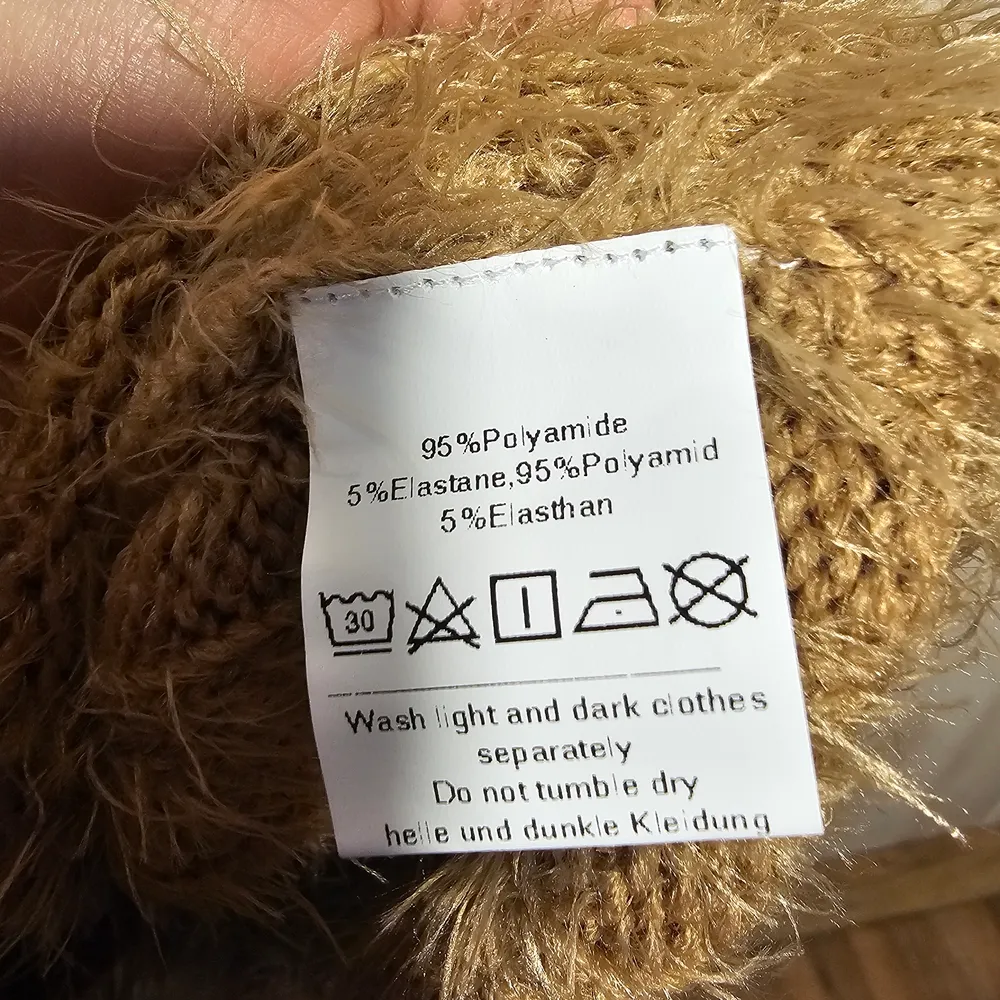 95%Polyamide
5%Elastane,95%Polyamid
5%Elasthan
30
Wash light and dark clothes
separately
Do not tumble dry
helle und dunkle Kleidung